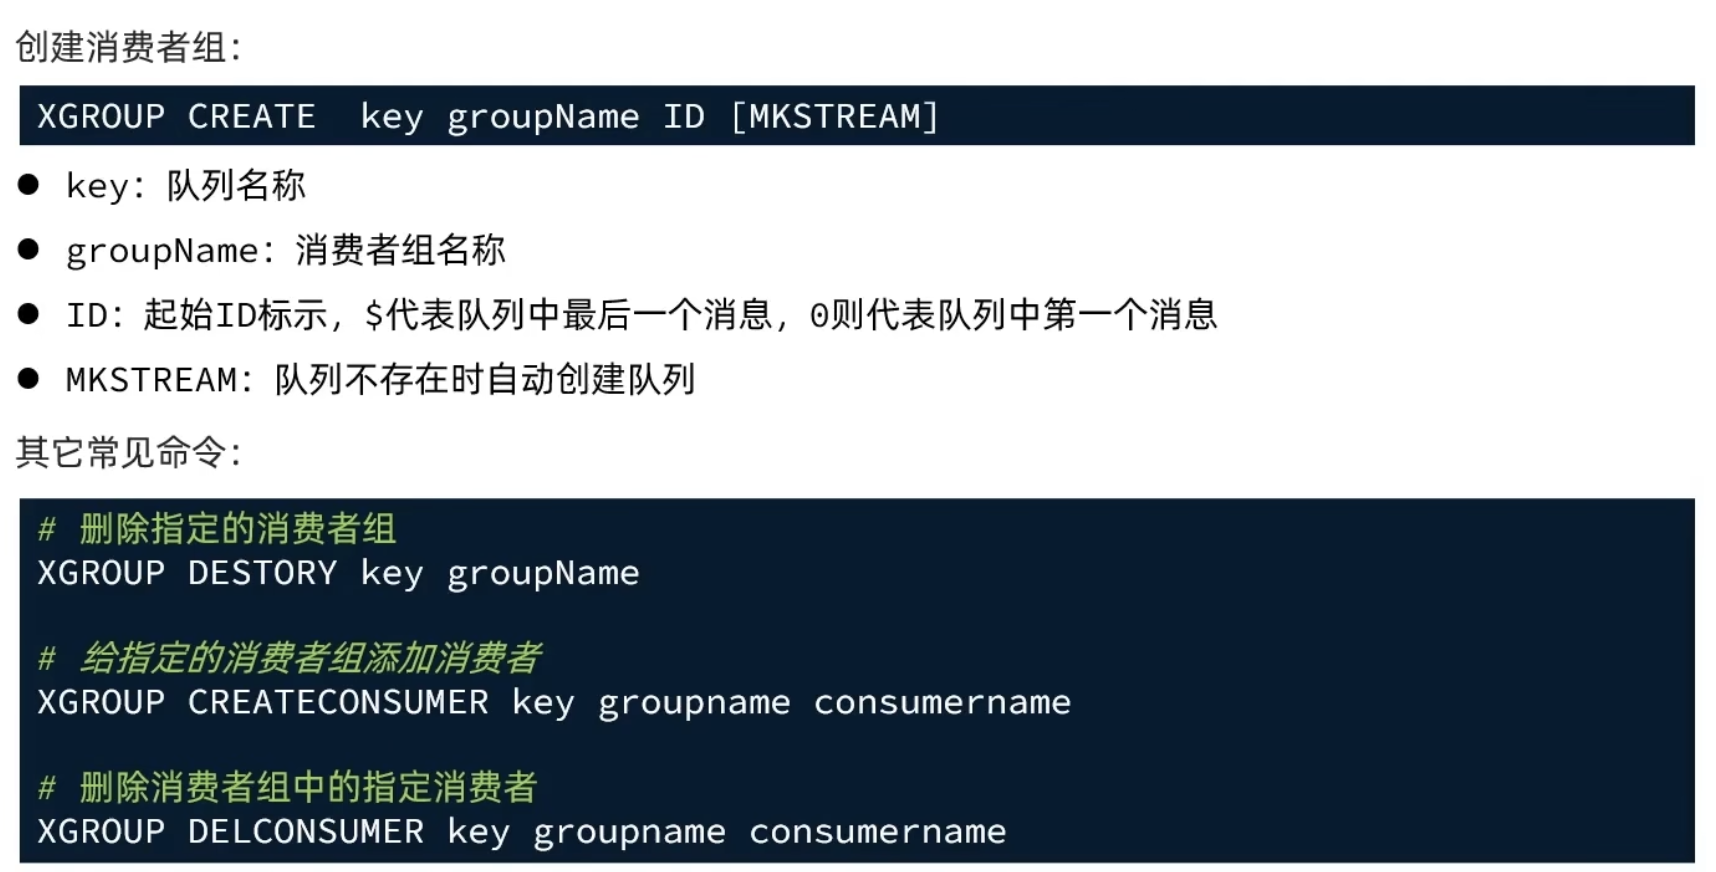 创建消费者组：
XGROUP CREATE  key groupName ID [MKSTREAM]
● key：队列名称
● groupName：消费者组名称
● ID：起始ID标示，$代表队列中最后一个消息，0则代表队列中第一个消息
● MKSTREAM：队列不存在时自动创建队列
其它常见命令：
# 删除指定的消费者组
XGROUP DESTORY key groupName
# 给指定的消费者组添加消费者
XGROUP CREATECONSUMER key groupname consumername
# 删除消费者组中的指定消费者
XGROUP DELCONSUMER key groupname consumername